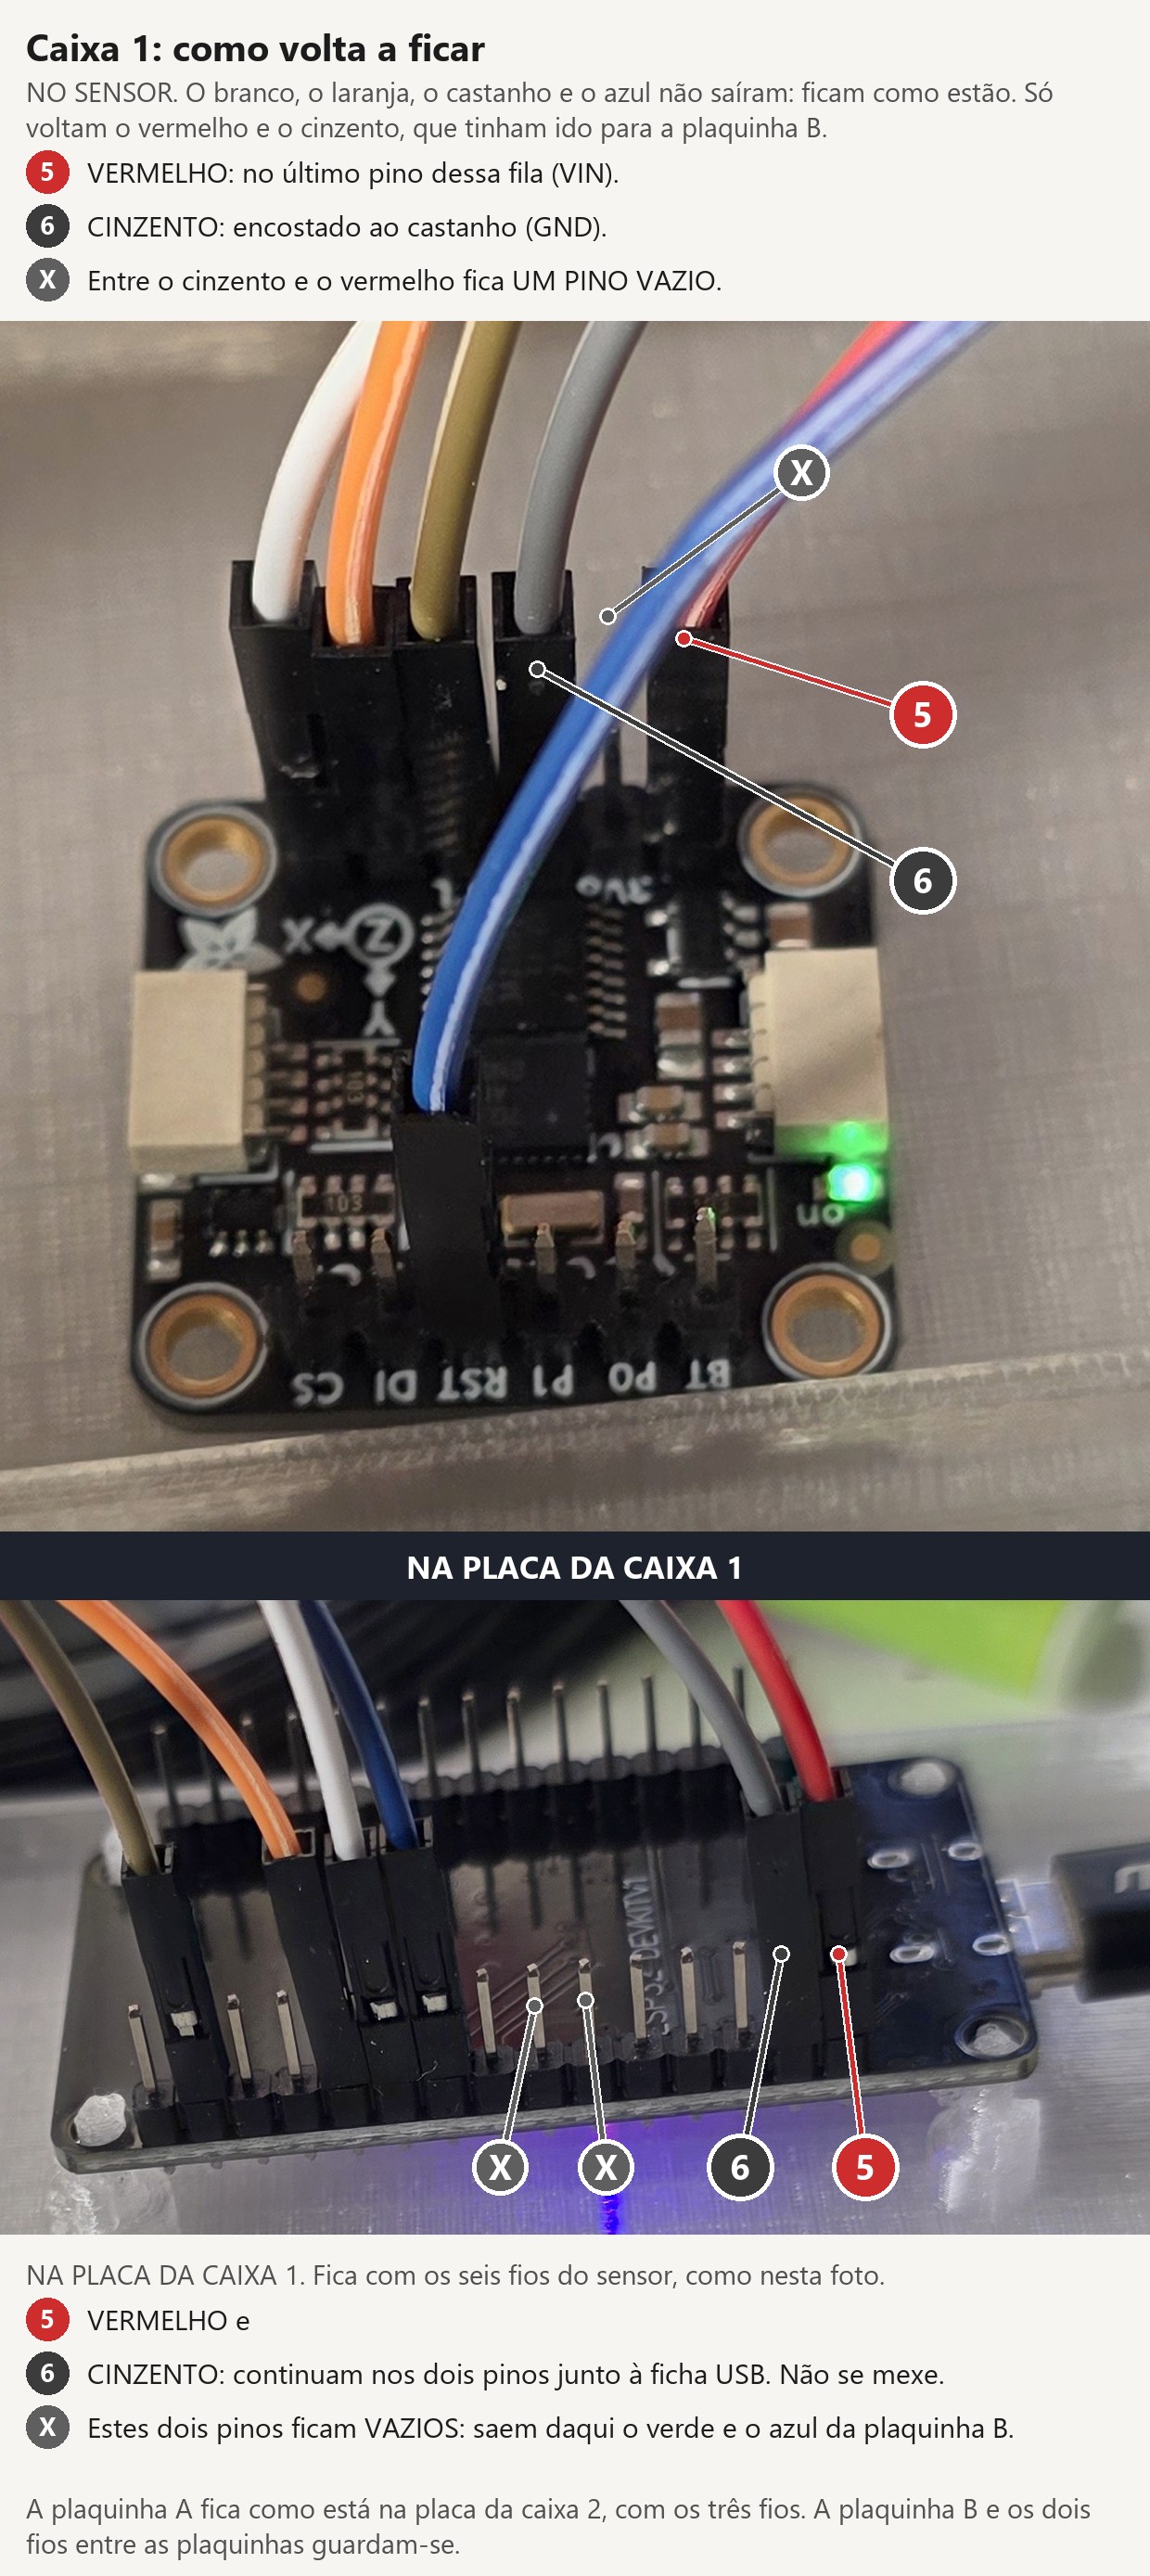 Caixa 1: como volta a ficar
NO SENSOR. O branco, o laranja, o castanho e o azul não saíram: ficam como estão. Só
voltam o vermelho e o cinzento, que tinham ido para a plaquinha B.
5 VERMELHO: no último pino dessa fila (VIN).
6 CINZENTO: encostado ao castanho (GND).
X Entre o cinzento e o vermelho fica UM PINO VAZIO.
X
5
6
3Vo
X Z
Y
103
103
on
CS DI RST P1 P0 BT
NA PLACA DA CAIXA 1
X X 6 5
NA PLACA DA CAIXA 1. Fica com os seis fios do sensor, como nesta foto.
5 VERMELHO e
6 CINZENTO: continuam nos dois pinos junto à ficha USB. Não se mexe.
X Estes dois pinos ficam VAZIOS: saem daqui o verde e o azul da plaquinha B.
A plaquinha A fica como está na placa da caixa 2, com os três fios. A plaquinha B e os dois
fios entre as plaquinhas guardam-se.